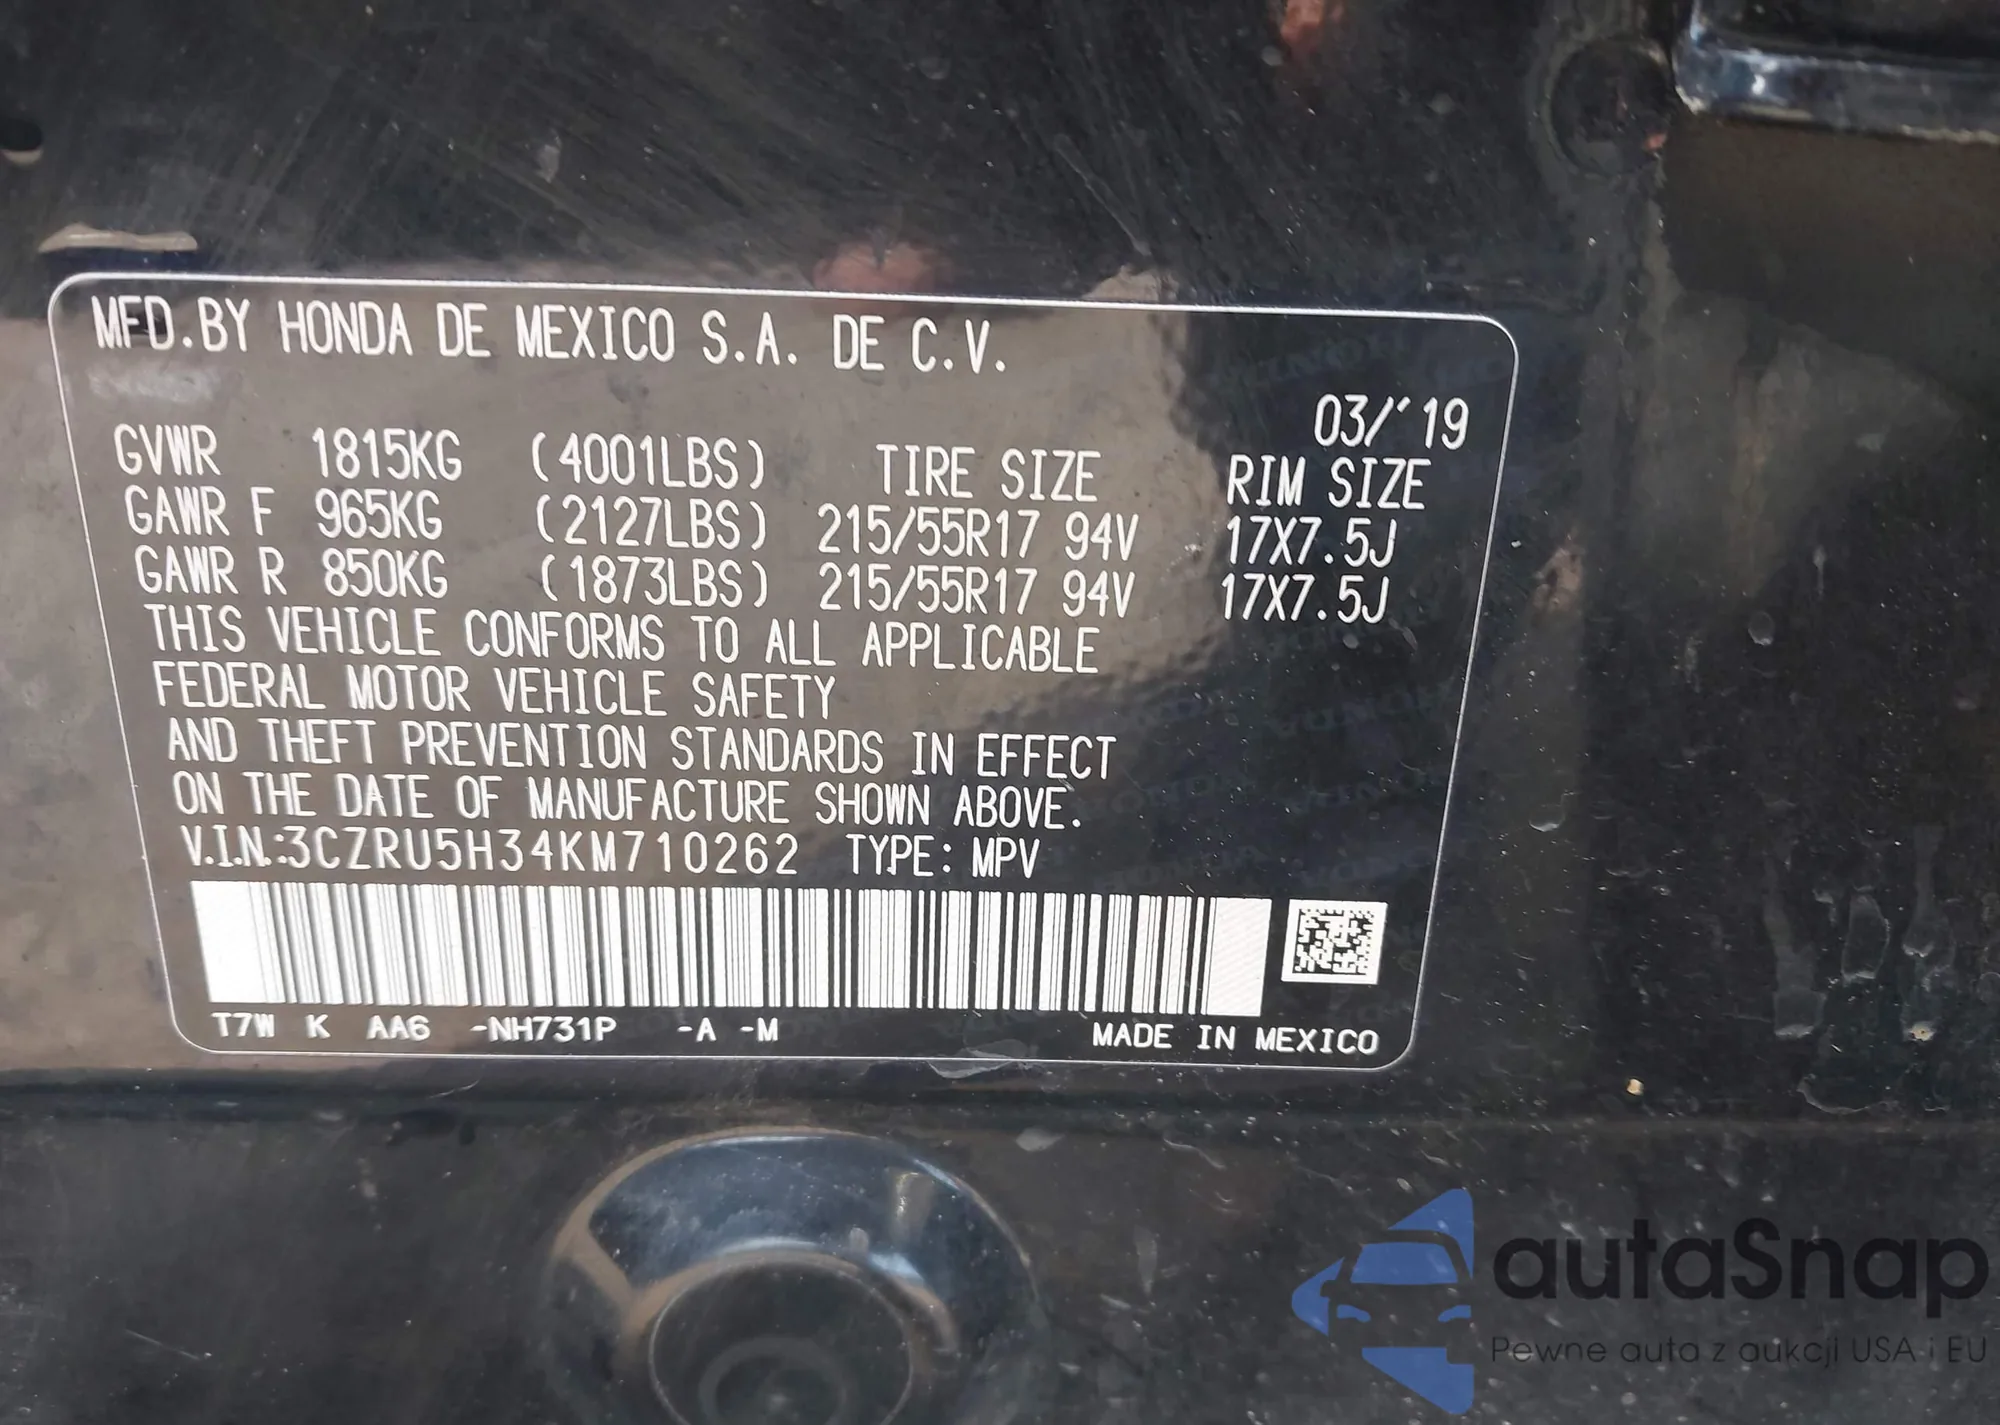 MFD.BY HONDA DE MEXICO S.A. DE C.V.
03/'19
GVWR 1815KG (4001LBS) TIRE SIZE RIM SIZE
GAWR F 965KG (2127LBS) 215/55R17 94V 17X7.5J
GAWR R 850KG (1873LBS) 215/55R17 94V 17X7.5J
THIS VEHICLE CONFORMS TO ALL APPLICABLE
FEDERAL MOTOR VEHICLE SAFETY
AND THEFT PREVENTION STANDARDS IN EFFECT
ON THE DATE OF MANUFACTURE SHOWN ABOVE.
V.I.N.:3CZRU5H34KM710262 TYPE: MPV
T7W K AA6 -NH731P -A -M MADE IN MEXICO
autaSnap
Pewne auta z aukcji USA i EU